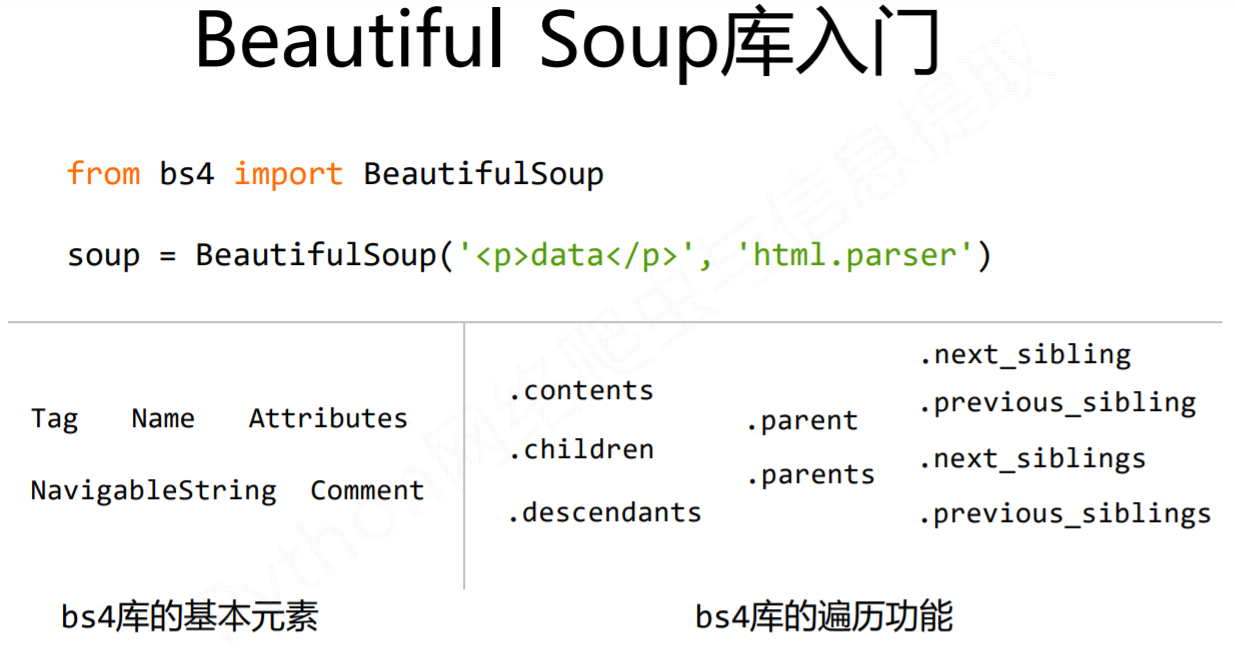 Beautiful Soup库入门
from bs4 import BeautifulSoup
soup = BeautifulSoup('<p>data</p>', 'html.parser')
Tag Name Attributes
NavigableString Comment
bs4库的基本元素
.contents
.children
.descendants
.parent
.parents
.next_sibling
.previous_sibling
.next_siblings
.previous_siblings
bs4库的遍历功能
Python网络爬虫与信息提取